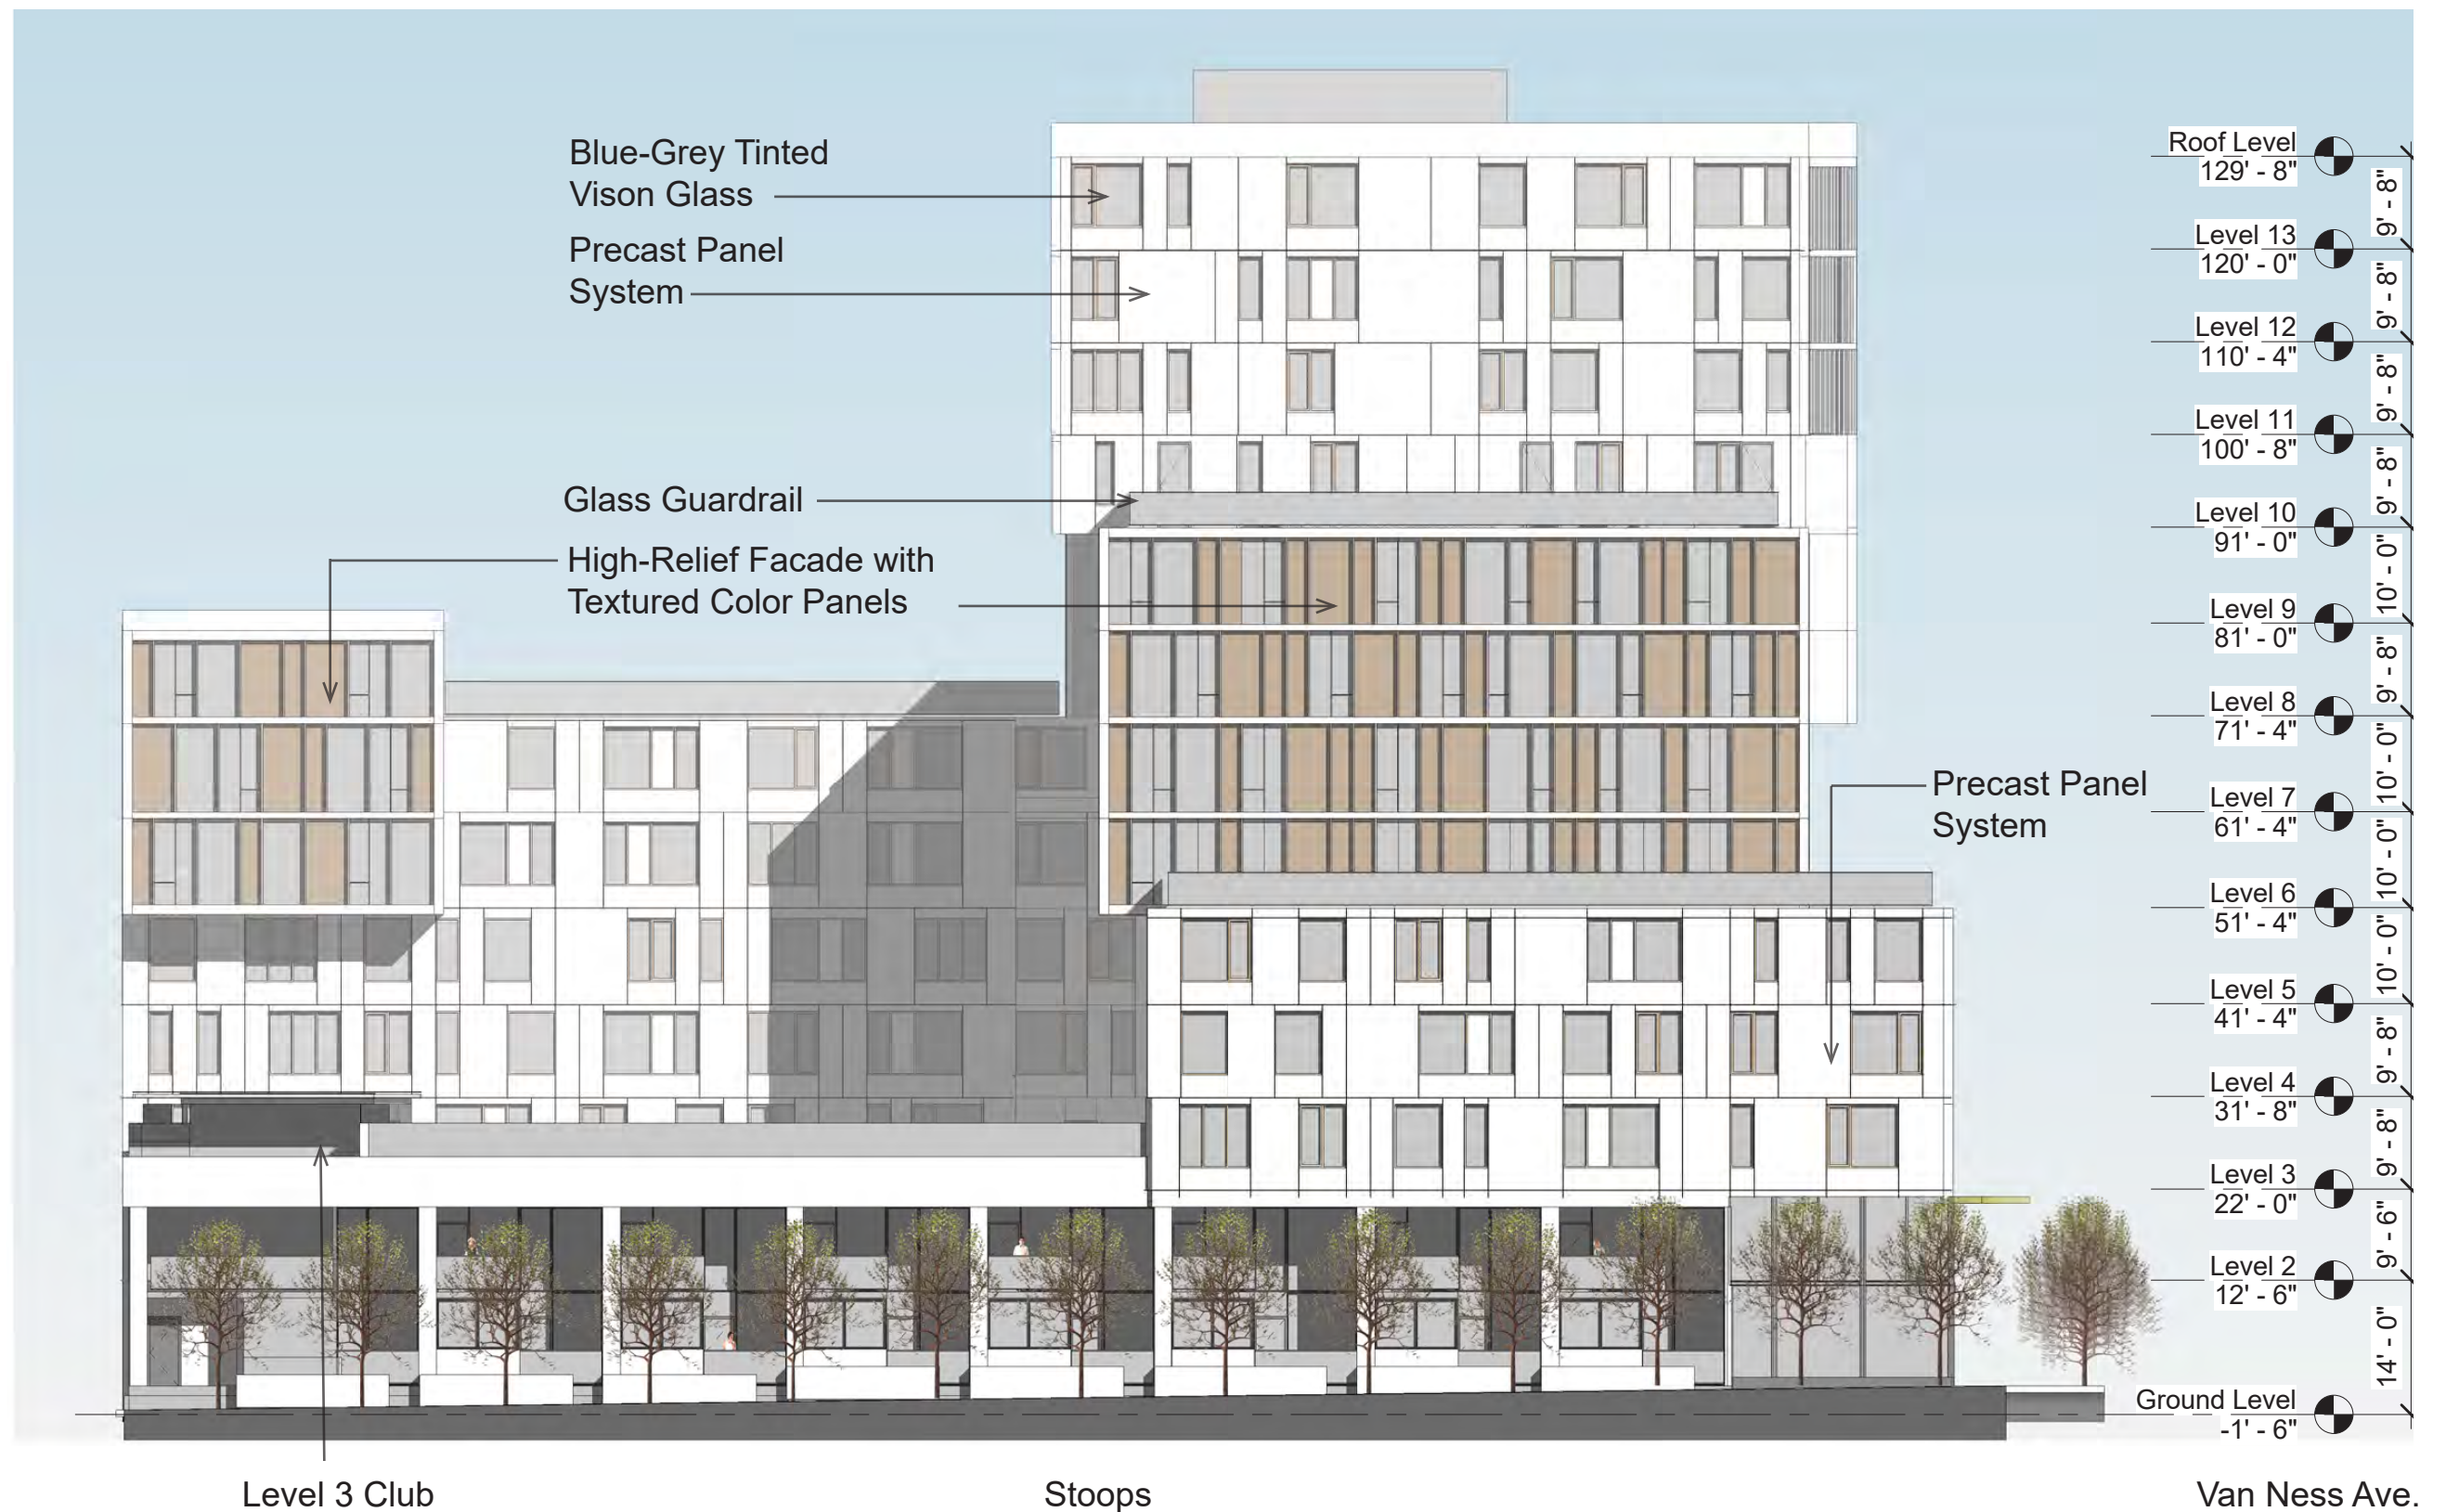 Blue-Grey Tinted
Vison Glass
Precast Panel
System
Glass Guardrail
High-Relief Facade with
Textured Color Panels
Precast Panel
System
Roof Level
129' - 8"
9' - 8"
Level 13
120' - 0"
9' - 8"
Level 12
110' - 4"
9' - 8"
Level 11
100' - 8"
9' - 8"
Level 10
91' - 0"
10' - 0"
Level 9
81' - 0"
9' - 8"
Level 8
71' - 4"
10' - 0"
Level 7
61' - 4"
10' - 0"
Level 6
51' - 4"
10' - 0"
Level 5
41' - 4"
9' - 8"
Level 4
31' - 8"
9' - 8"
Level 3
22' - 0"
9' - 6"
Level 2
12' - 6"
14' - 0"
Ground Level
-1' - 6"
Level 3 Club
Stoops
Van Ness Ave.